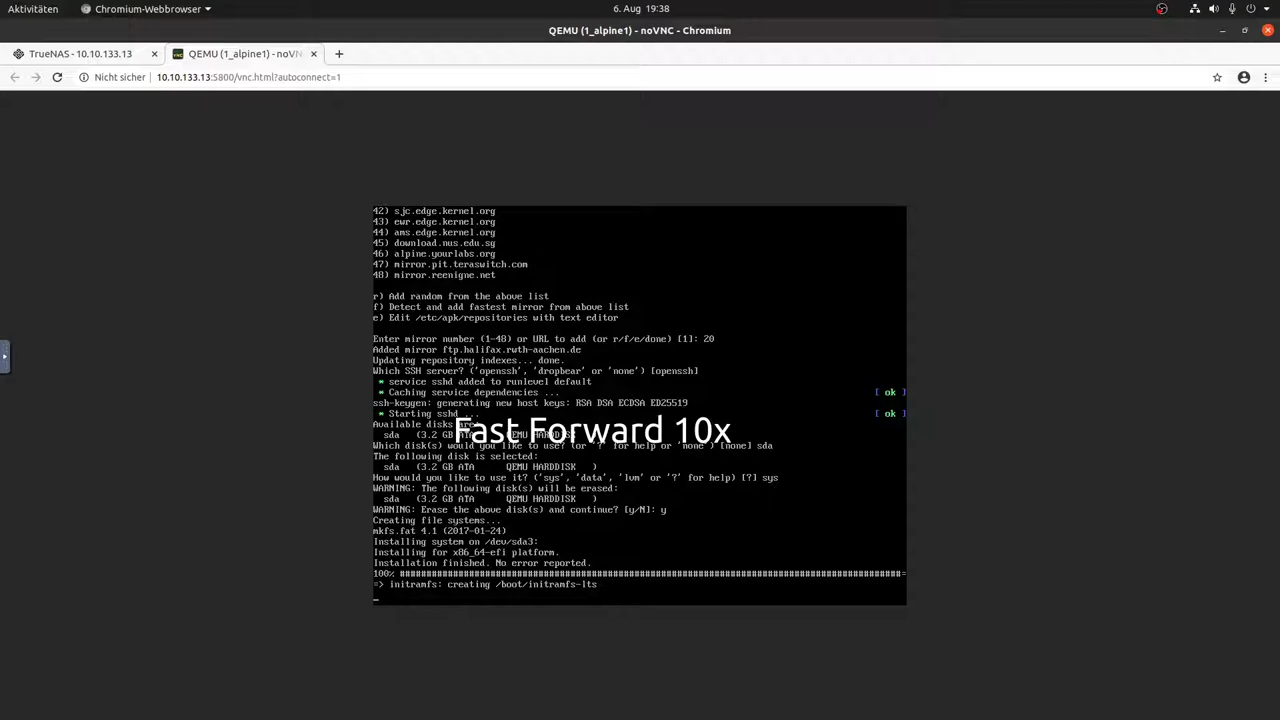 Aktivitäten
Chromium-Webbrowser
6. Aug 19:38
QEMU (1_alpine1) - noVNC - Chromium
TrueNAS - 10.10.133.13
QEMU (1_alpine1) - noVN
Nicht sicher
10.10.133.13:5800/vnc.html?autoconnect=1
42) sjc.edge.kernel.org
43) ewr.edge.kernel.org
44) ams.edge.kernel.org
45) download.nus.edu.sg
46) alpine.yourlabs.org
47) mirror.pit.teraswitch.com
48) mirror.reenigne.net
r) Add random from the above list
f) Detect and add fastest mirror from above list
e) Edit /etc/apk/repositories with text editor
Enter mirror number (1-48) or URL to add (or r/f/e/done) [1]: 20
Added mirror ftp.halifax.rwth-aachen.de
Updating repository indexes... done.
Which SSH server? ('openssh', 'dropbear' or 'none') [openssh]
* service sshd added to runlevel default
* Caching service dependencies ... [ ok ]
ssh-keygen: generating new host keys: RSA DSA ECDSA ED25519
* Starting sshd ... [ ok ]
Available disks are:
sda (3.2 GB ATA QEMU HARDDISK )
Fast Forward 10x
Which disk(s) would you like to use? (or '?' for help or 'none') [none] sda
The following disk is selected:
sda (3.2 GB ATA QEMU HARDDISK )
How would you like to use it? ('sys', 'data', 'lvm' or '?' for help) [?] sys
WARNING: The following disk(s) will be erased:
sda (3.2 GB ATA QEMU HARDDISK )
WARNING: Erase the above disk(s) and continue? [y/N]: y
Creating file systems...
mkfs.fat 4.1 (2017-01-24)
Installing system on /dev/sda3:
Installing for x86_64-efi platform.
Installation finished. No error reported.
100% ################################################################################################=
=> initramfs: creating /boot/initramfs-lts